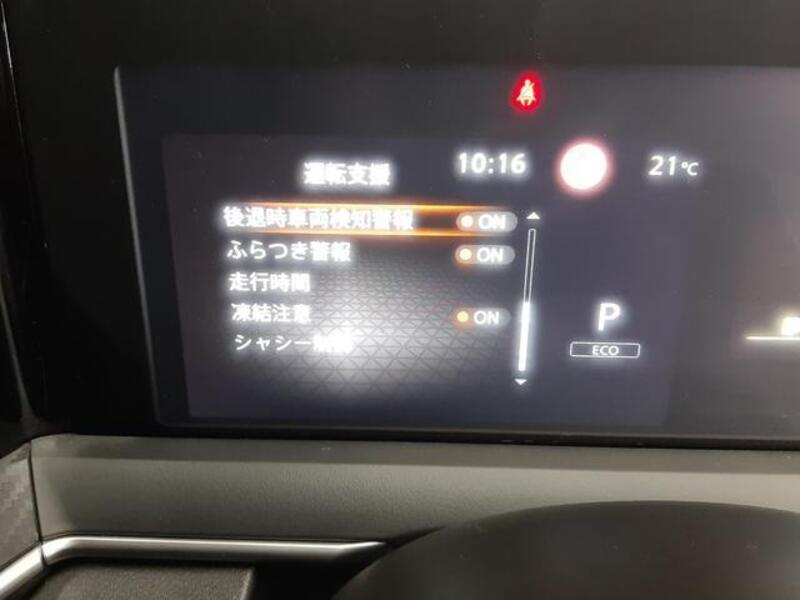 運転支援 10:16 21℃
後退時車両検知警報 ON
ふらつき警報 ON
走行時間
凍結注意 ON
シャシー制御
P
ECO